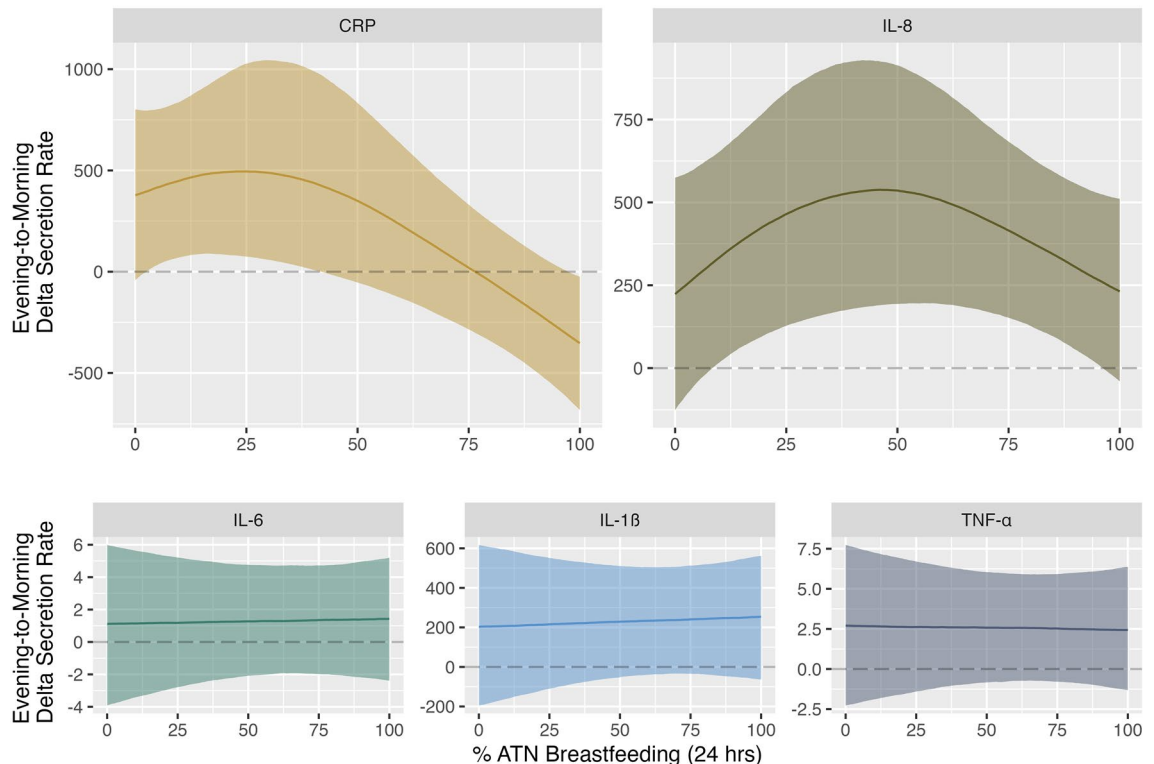 CRP
IL-8
Evening-to-Morning
Delta Secretion Rate
1000
500
0
-500
0 25 50 75 100
750
500
250
0
0 25 50 75 100
IL-6
IL-1ß
TNF-α
Evening-to-Morning
Delta Secretion Rate
6
4
2
0
-2
-4
0 25 50 75 100
600
400
200
0
-200
0 25 50 75 100
7.5
5.0
2.5
0.0
-2.5
0 25 50 75 100
% ATN Breastfeeding (24 hrs)